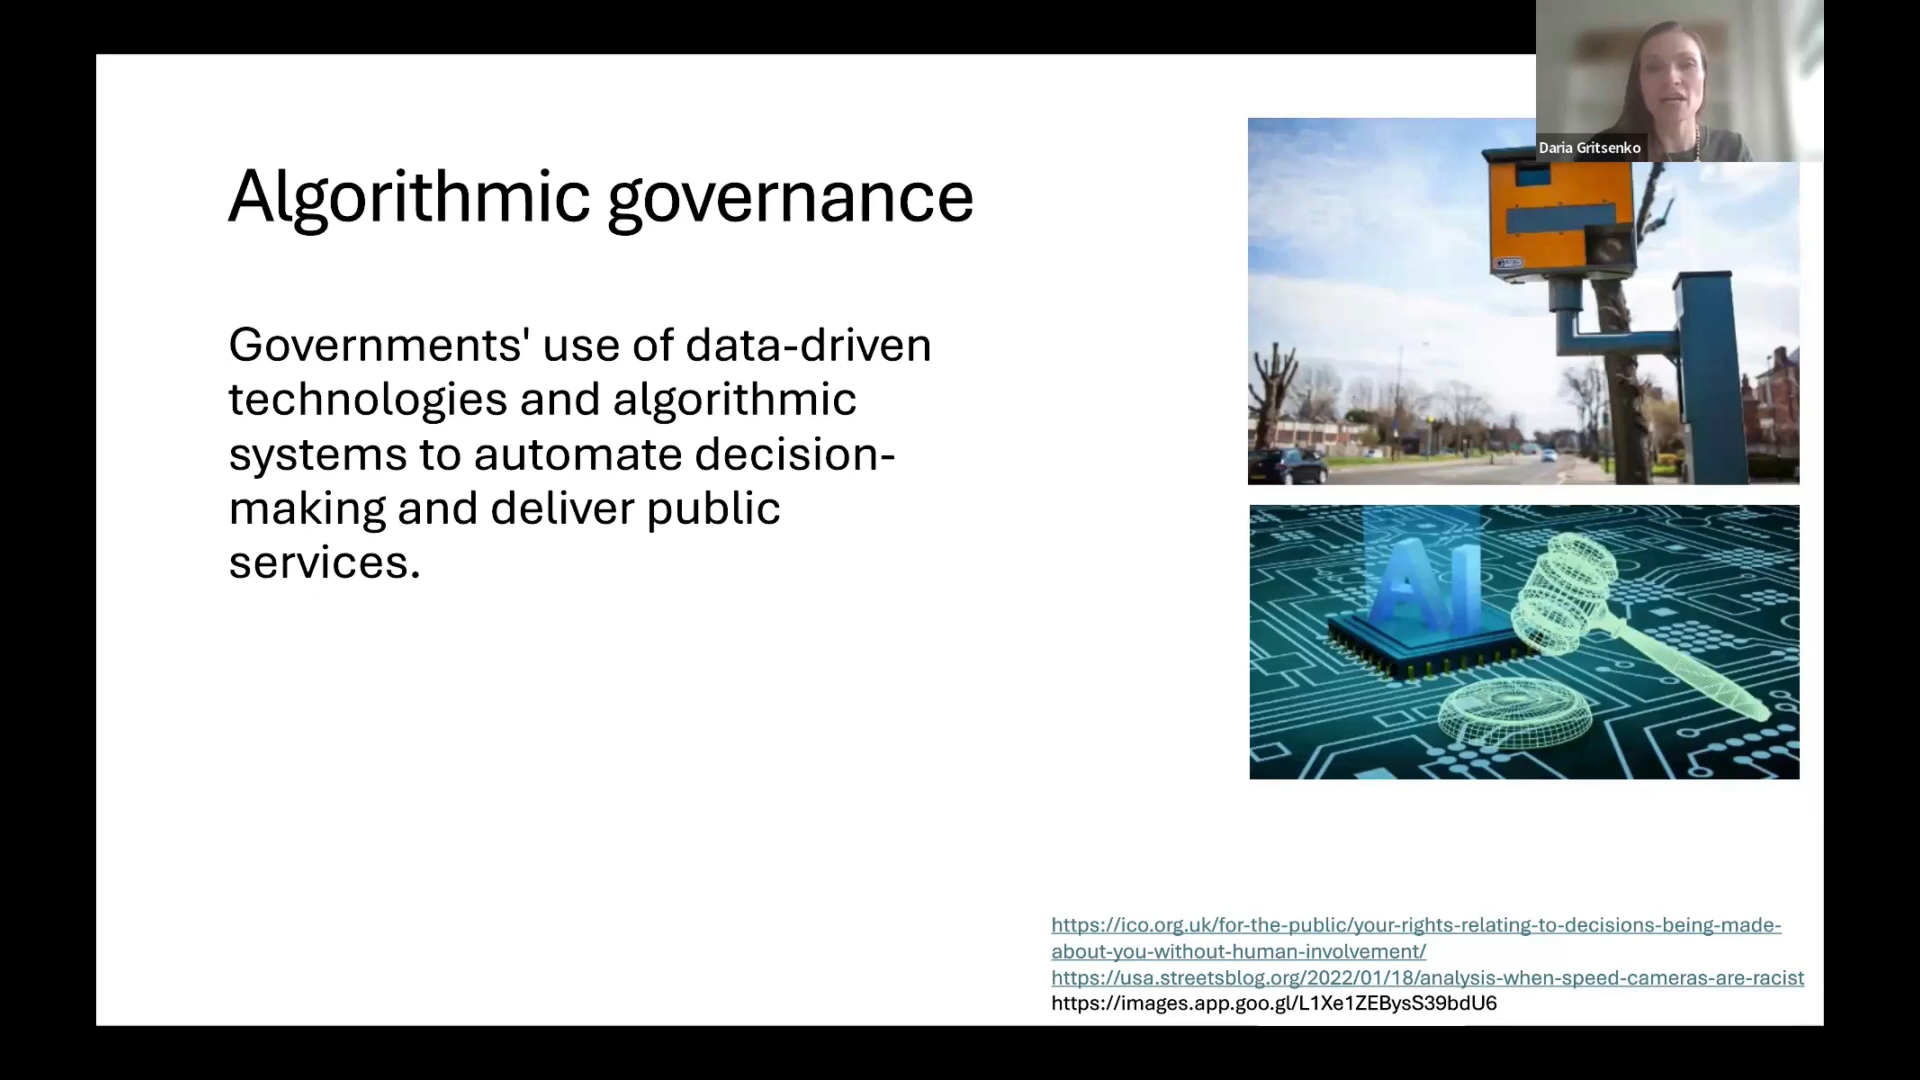 Daria Gritsenko
Algorithmic governance
Governments' use of data-driven
technologies and algorithmic
systems to automate decision-
making and deliver public
services.
AI
https://ico.org.uk/for-the-public/your-rights-relating-to-decisions-being-made-
about-you-without-human-involvement/
https://usa.streetsblog.org/2022/01/18/analysis-when-speed-cameras-are-racist
https://images.app.goo.gl/L1Xe1ZEBysS39bdU6